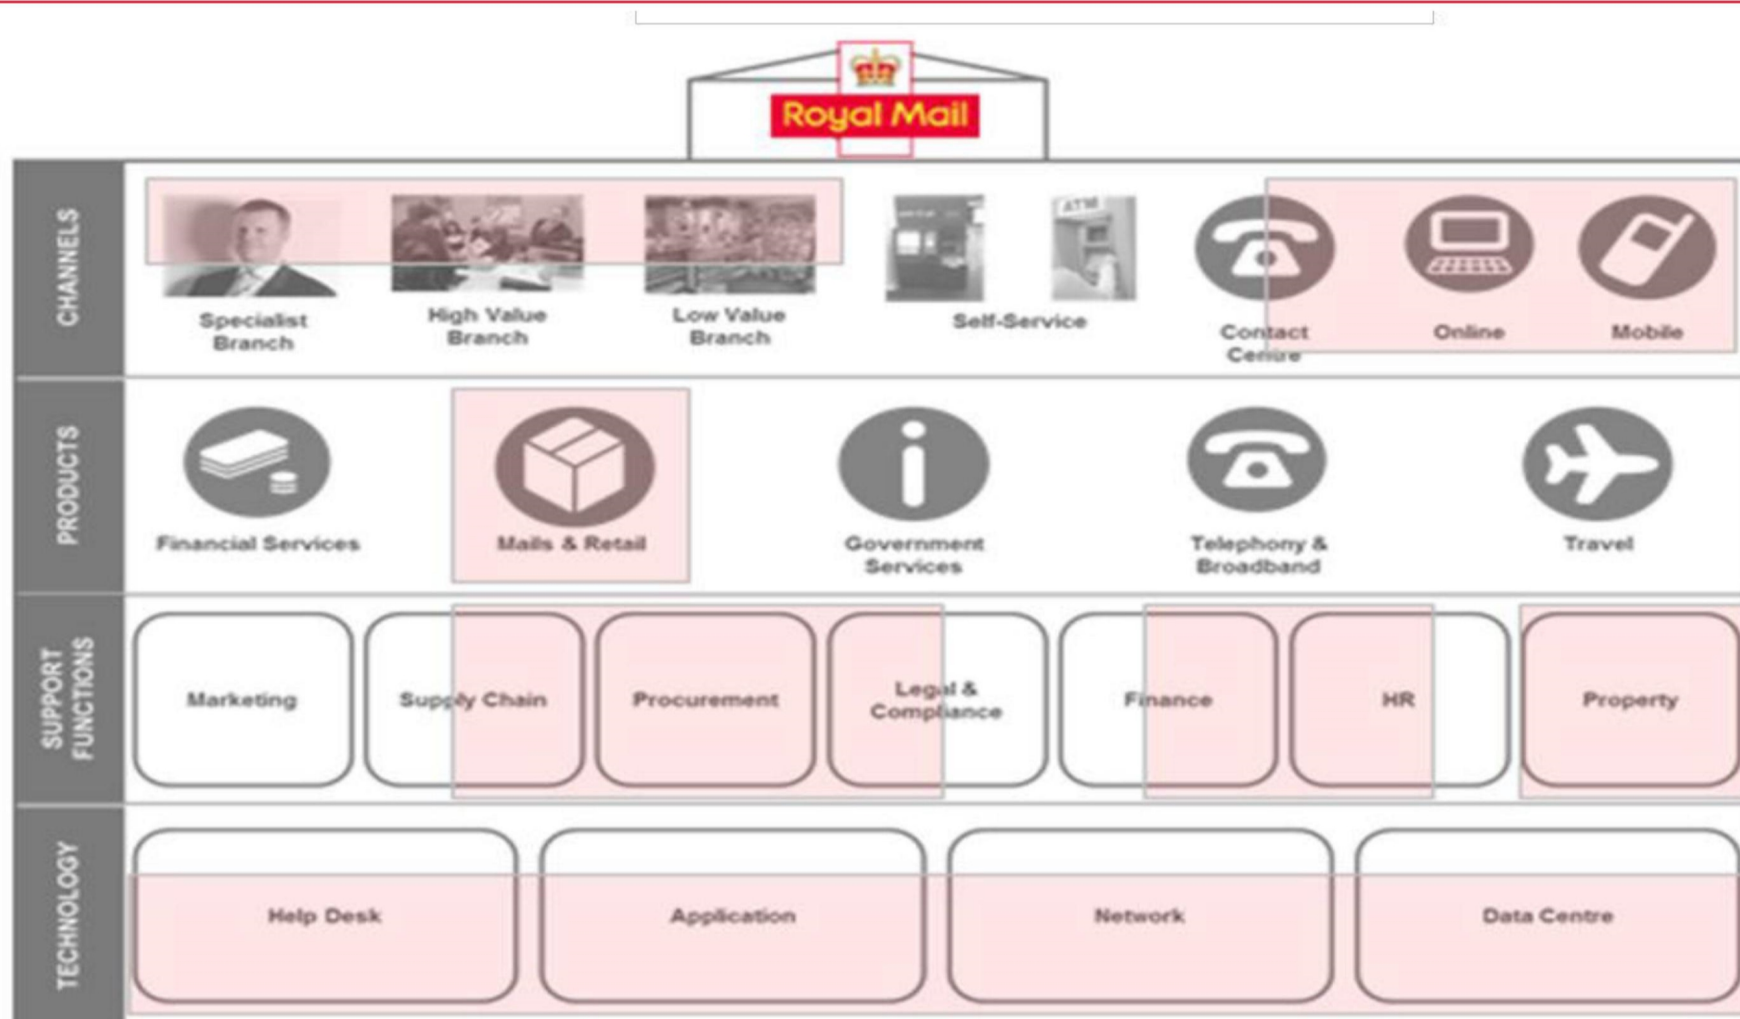 Royal Mail
CHANNELS
ATM
Specialist
Branch
High Value
Branch
Low Value
Branch
Self-Service
Contact
Centre
Online
Mobile
PRODUCTS
Financial Services
Mails & Retail
Government
Services
Telephony &
Broadband
Travel
SUPPORT
FUNCTIONS
Marketing
Supply Chain
Procurement
Legal &
Compliance
Finance
HR
Property
TECHNOLOGY
Help Desk
Application
Network
Data Centre